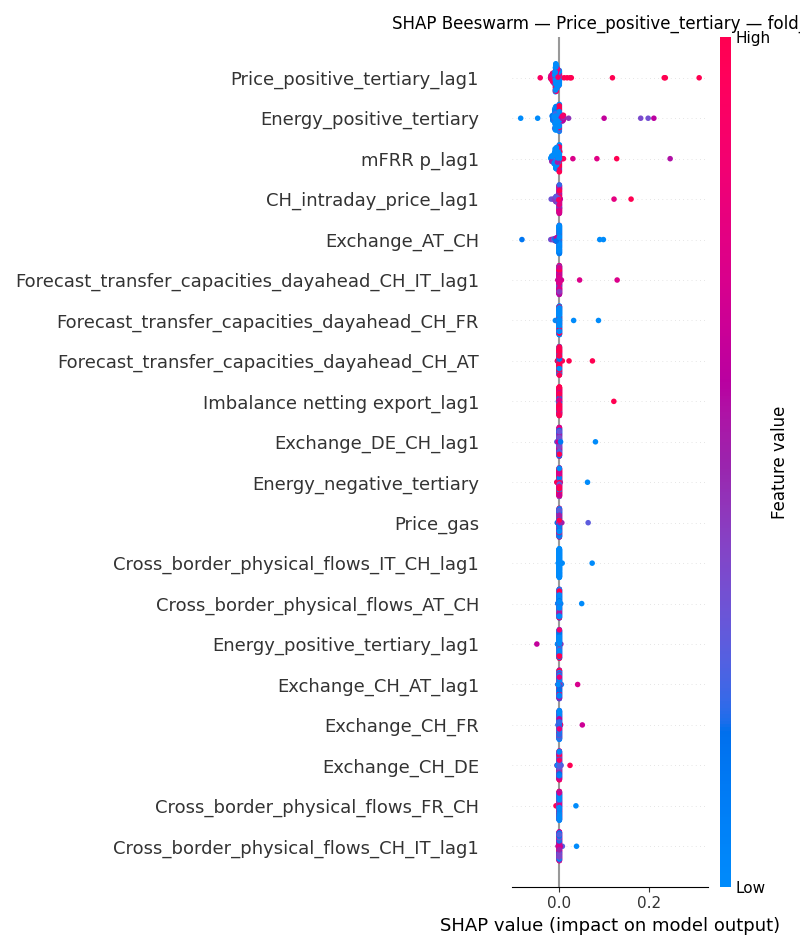 SHAP Beeswarm — Price_positive_tertiary — fold_
High
Price_positive_tertiary_lag1
Energy_positive_tertiary
mFRR p_lag1
CH_intraday_price_lag1
Exchange_AT_CH
Forecast_transfer_capacities_dayahead_CH_IT_lag1
Forecast_transfer_capacities_dayahead_CH_FR
Forecast_transfer_capacities_dayahead_CH_AT
Imbalance netting export_lag1
Exchange_DE_CH_lag1
Energy_negative_tertiary
Price_gas
Cross_border_physical_flows_IT_CH_lag1
Cross_border_physical_flows_AT_CH
Energy_positive_tertiary_lag1
Exchange_CH_AT_lag1
Exchange_CH_FR
Exchange_CH_DE
Cross_border_physical_flows_FR_CH
Cross_border_physical_flows_CH_IT_lag1
Feature value
Low
0.0 0.2
SHAP value (impact on model output)